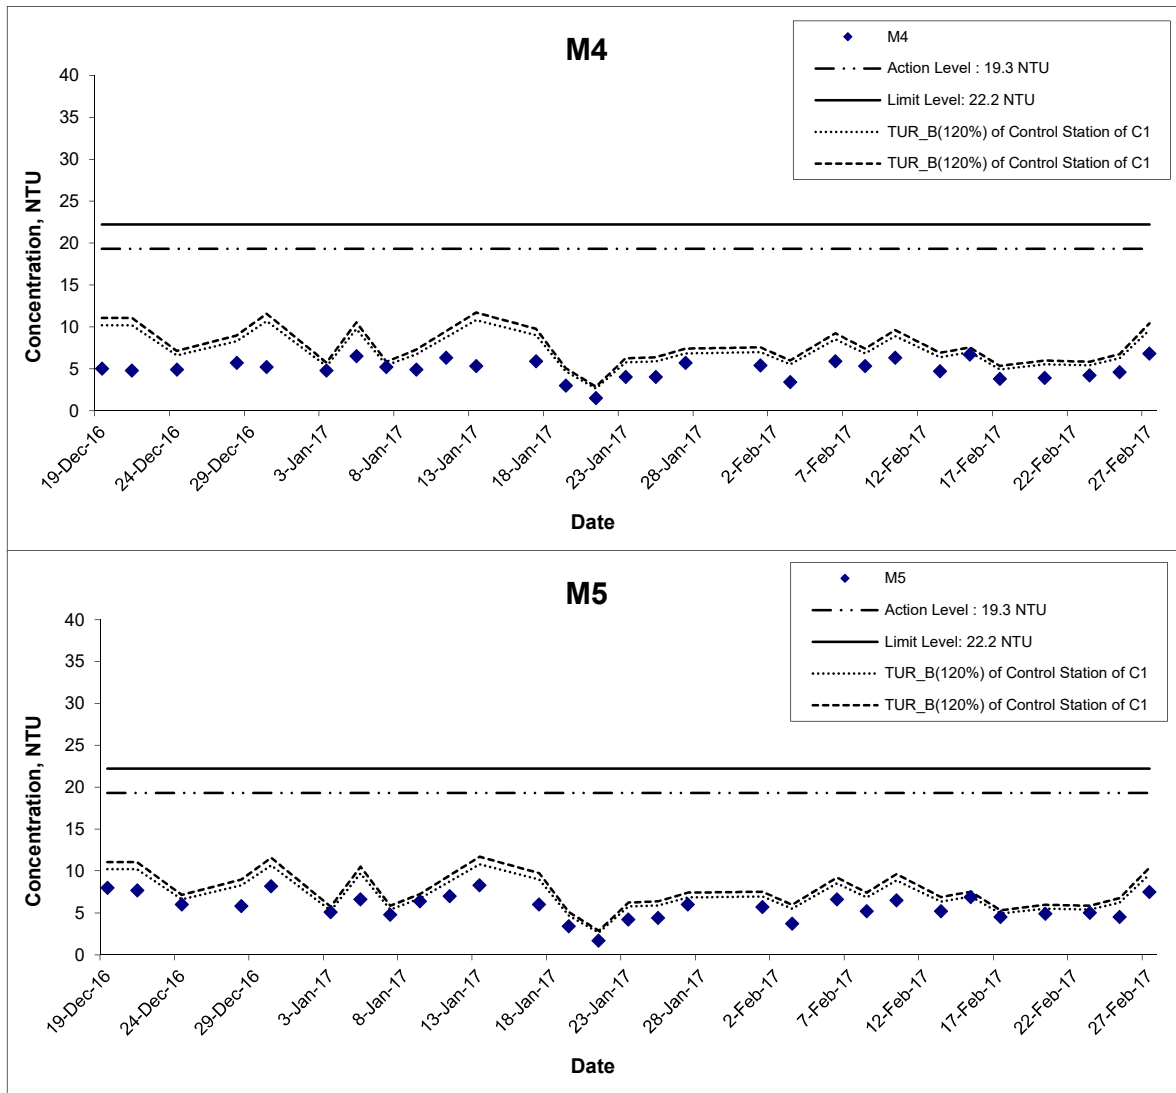 M4
M4
Action Level : 19.3 NTU
Limit Level: 22.2 NTU
TUR_B(120%) of Control Station of C1
TUR_B(120%) of Control Station of C1
Concentration, NTU
40
35
30
25
20
15
10
5
0
19-Dec-16
24-Dec-16
29-Dec-16
3-Jan-17
8-Jan-17
13-Jan-17
18-Jan-17
23-Jan-17
28-Jan-17
2-Feb-17
7-Feb-17
12-Feb-17
17-Feb-17
22-Feb-17
27-Feb-17
Date
M5
M5
Action Level : 19.3 NTU
Limit Level: 22.2 NTU
TUR_B(120%) of Control Station of C1
TUR_B(120%) of Control Station of C1
Concentration, NTU
40
35
30
25
20
15
10
5
0
19-Dec-16
24-Dec-16
29-Dec-16
3-Jan-17
8-Jan-17
13-Jan-17
18-Jan-17
23-Jan-17
28-Jan-17
2-Feb-17
7-Feb-17
12-Feb-17
17-Feb-17
22-Feb-17
27-Feb-17
Date